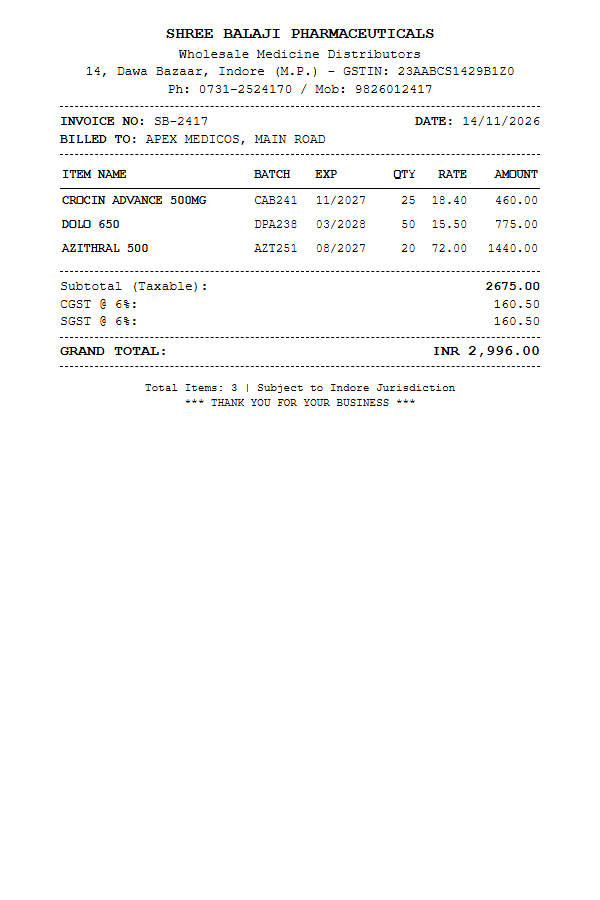 SHREE BALAJI PHARMACEUTICALS
Wholesale Medicine Distributors
14, Dawa Bazaar, Indore (M.P.) - GSTIN: 23AABCS1429B1Z0
Ph: 0731-2524170 / Mob: 9826012417
INVOICE NO: SB-2417 DATE: 14/11/2026
BILLED TO: APEX MEDICOS, MAIN ROAD
ITEM NAME BATCH EXP QTY RATE AMOUNT
CROCIN ADVANCE 500MG CAB241 11/2027 25 18.40 460.00
DOLO 650 DPA238 03/2028 50 15.50 775.00
AZITHRAL 500 AZT251 08/2027 20 72.00 1440.00
Subtotal (Taxable): 2675.00
CGST @ 6%: 160.50
SGST @ 6%: 160.50
GRAND TOTAL: INR 2,996.00
Total Items: 3 | Subject to Indore Jurisdiction
*** THANK YOU FOR YOUR BUSINESS ***